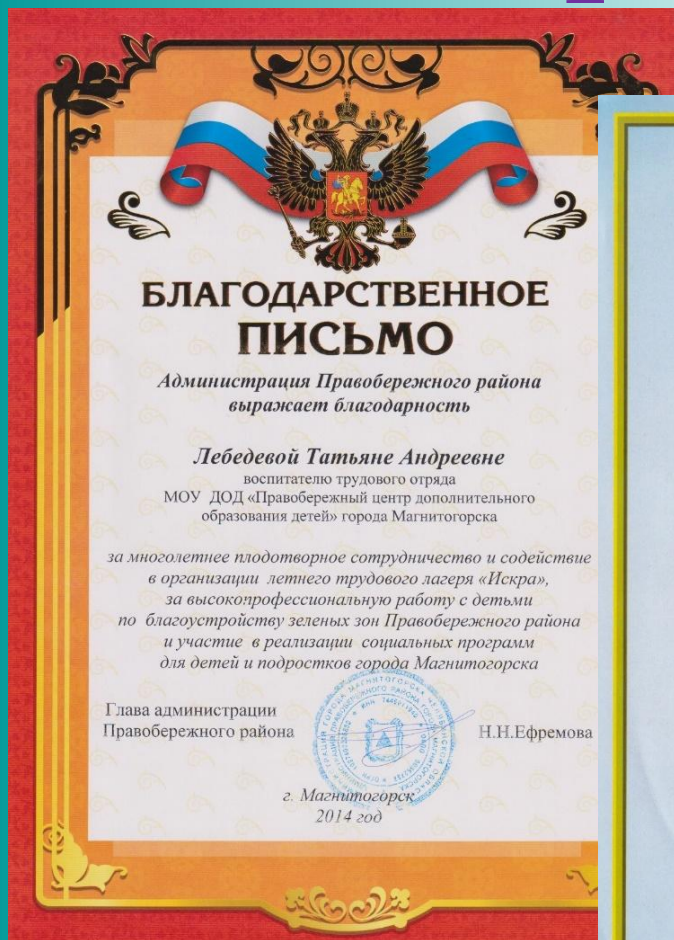 БЛАГОДАРСТВЕННОЕ
ПИСЬМО
Администрация Правобережного района
выражает благодарность
Лебедевой Татьяне Андреевне
воспитателю трудового отряда
МОУ ДОД «Правобережный центр дополнительного
образования детей» города Магнитогорска
за многолетнее плодотворное сотрудничество и содействие
в организации летнего трудового лагеря «Искра»,
за высокопрофессиональную работу с детьми
по благоустройству зеленых зон Правобережного района
и участие в реализации социальных программ
для детей и подростков города Магнитогорска
Глава администрации
Правобережного района
Н.Н.Ефремова
г. Магнитогорск
2014 год